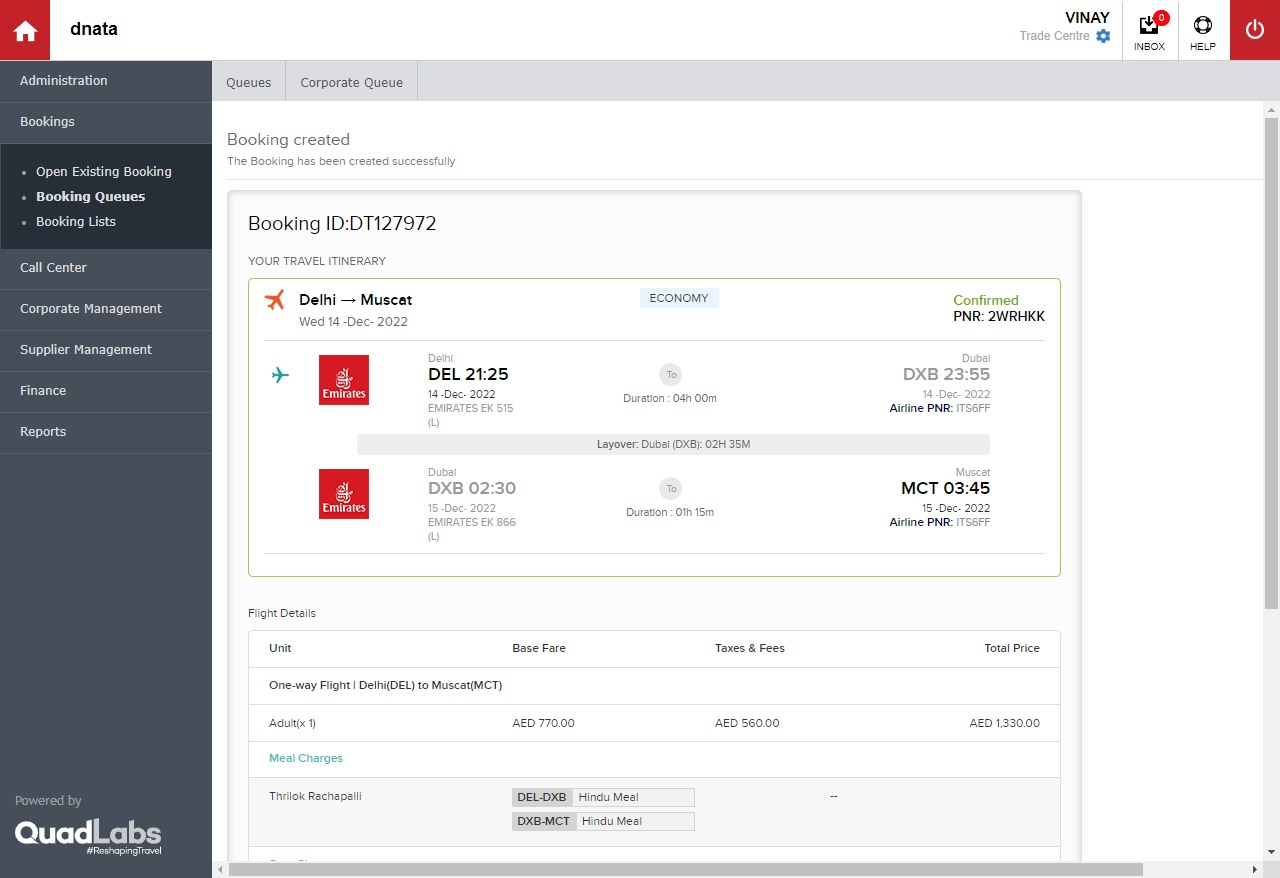 dnata
VINAY
Trade Centre
0
INBOX
HELP
Administration
Bookings
Open Existing Booking
Booking Queues
Booking Lists
Call Center
Corporate Management
Supplier Management
Finance
Reports
Powered by
QuadLabs
#ReshapingTravel
Queues
Corporate Queue
Booking created
The Booking has been created successfully
Booking ID:DT127972
YOUR TRAVEL ITINERARY
Delhi → Muscat
Wed 14 -Dec- 2022
ECONOMY
Confirmed
PNR: 2WRHKK
Emirates
Delhi
DEL 21:25
14 -Dec- 2022
EMIRATES EK 515
(L)
To
Duration : 04h 00m
Dubai
DXB 23:55
14 -Dec- 2022
Airline PNR: ITS6FF
Layover: Dubai (DXB): 02H 35M
Emirates
Dubai
DXB 02:30
15 -Dec- 2022
EMIRATES EK 866
(L)
To
Duration : 01h 15m
Muscat
MCT 03:45
15 -Dec- 2022
Airline PNR: ITS6FF
Flight Details
Unit Base Fare Taxes & Fees Total Price
One-way Flight | Delhi(DEL) to Muscat(MCT)
Adult(x 1) AED 770.00 AED 560.00 AED 1,330.00
Meal Charges
Thrilok Rachapalli DEL-DXB Hindu Meal --
DXB-MCT Hindu Meal